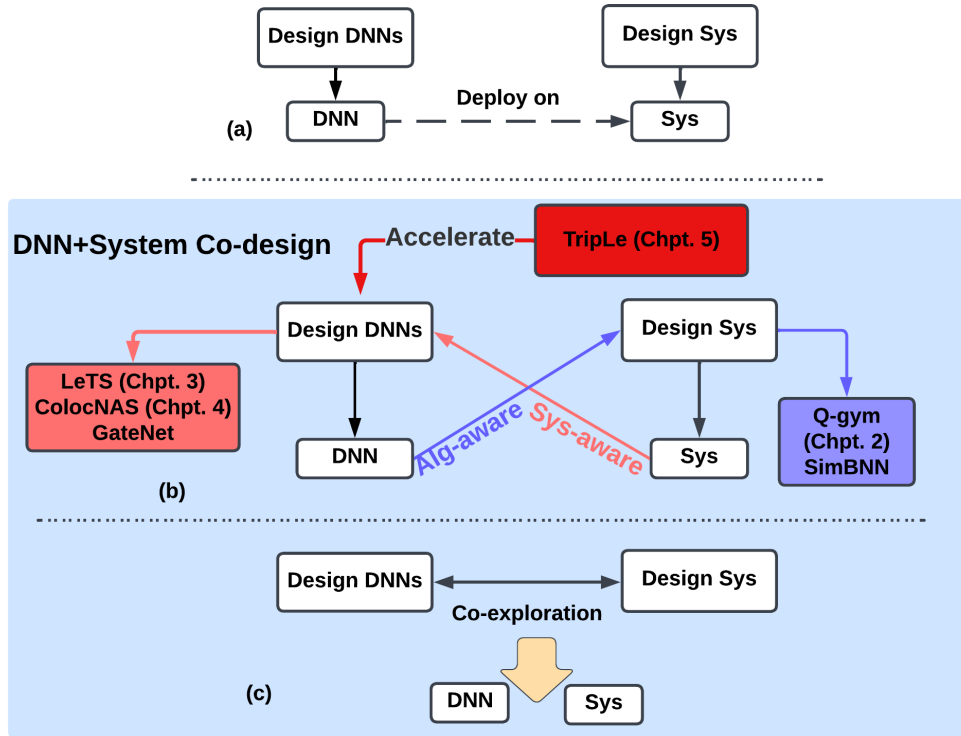 Design DNNs
Design Sys
Deploy on
DNN
Sys
(a)
DNN+System Co-design
Accelerate
TripLe (Chpt. 5)
Design DNNs
Design Sys
LeTS (Chpt. 3)
ColocNAS (Chpt. 4)
GateNet
Alg-aware
Sys-aware
Q-gym
(Chpt. 2)
SimBNN
DNN
Sys
(b)
Design DNNs
Design Sys
Co-exploration
(c)
DNN
Sys